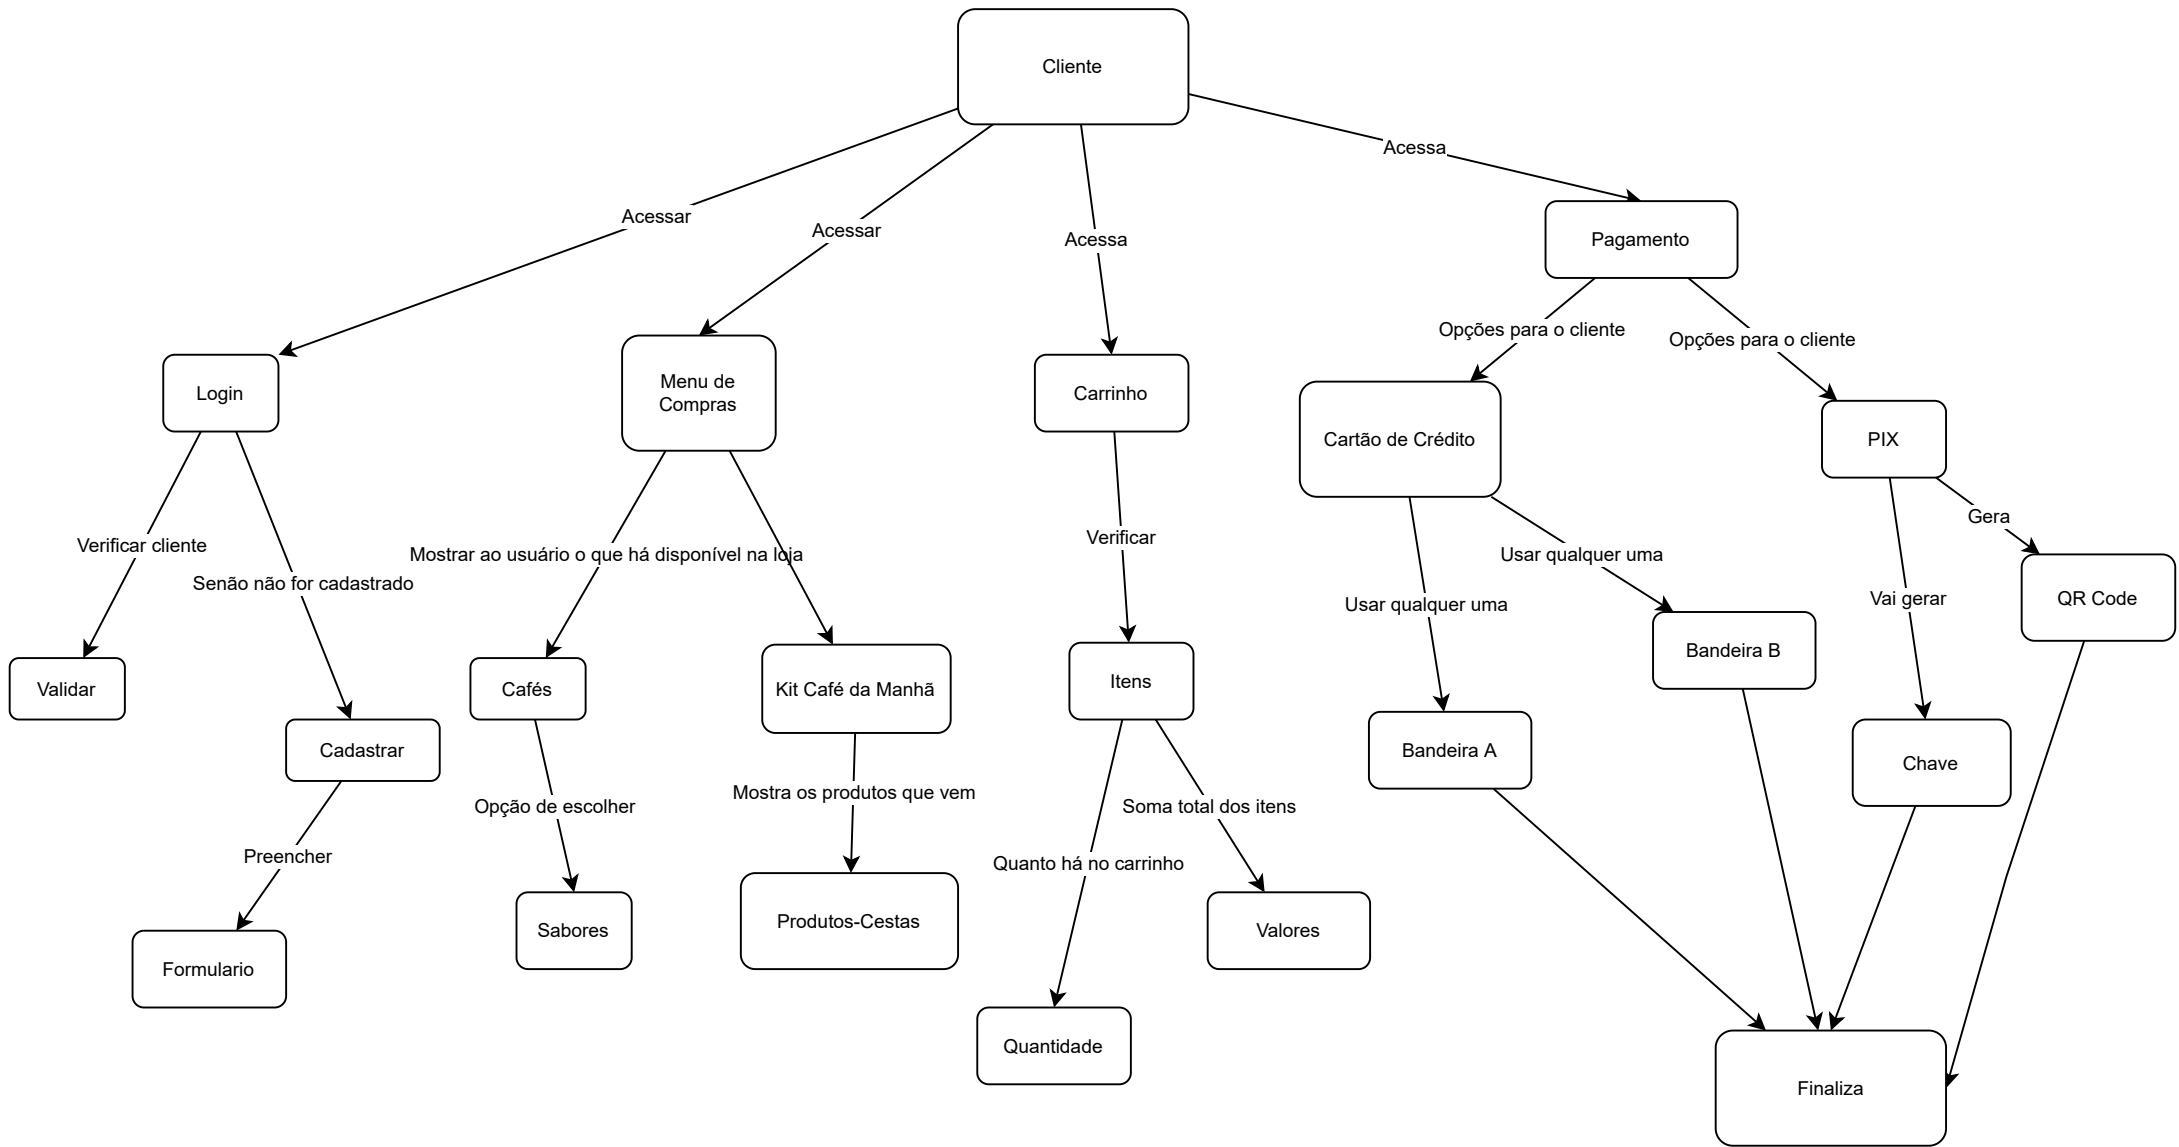 Cliente
Acessa
Acessar
Acessar
Acessa
Pagamento
Opções para o cliente
Opções para o cliente
Login
Menu de
Compras
Carrinho
Cartão de Crédito
PIX
Gera
Verificar cliente
Senão não for cadastrado
Mostrar ao usuário o que há disponível na loja
Verificar
Usar qualquer uma
Usar qualquer uma
Vai gerar
QR Code
Validar
Cadastrar
Cafés
Kit Café da Manhã
Itens
Bandeira B
Bandeira A
Chave
Preencher
Opção de escolher
Mostra os produtos que vem
Soma total dos itens
Quanto há no carrinho
Formulario
Sabores
Produtos-Cestas
Valores
Quantidade
Finaliza